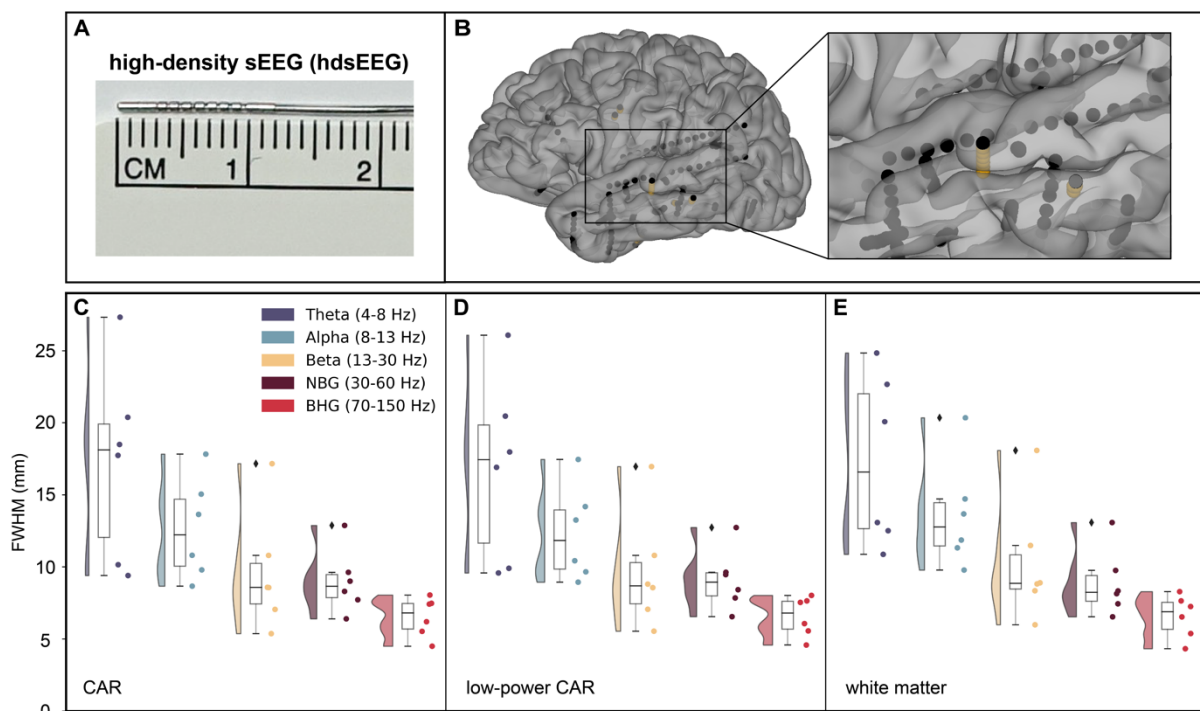 A
high-density sEEG (hdsEEG)
CM 1 2
B
C
Theta (4-8 Hz)
Alpha (8-13 Hz)
Beta (13-30 Hz)
NBG (30-60 Hz)
BHG (70-150 Hz)
FWHM (mm)
25
20
15
10
5
0
CAR
D
low-power CAR
E
white matter